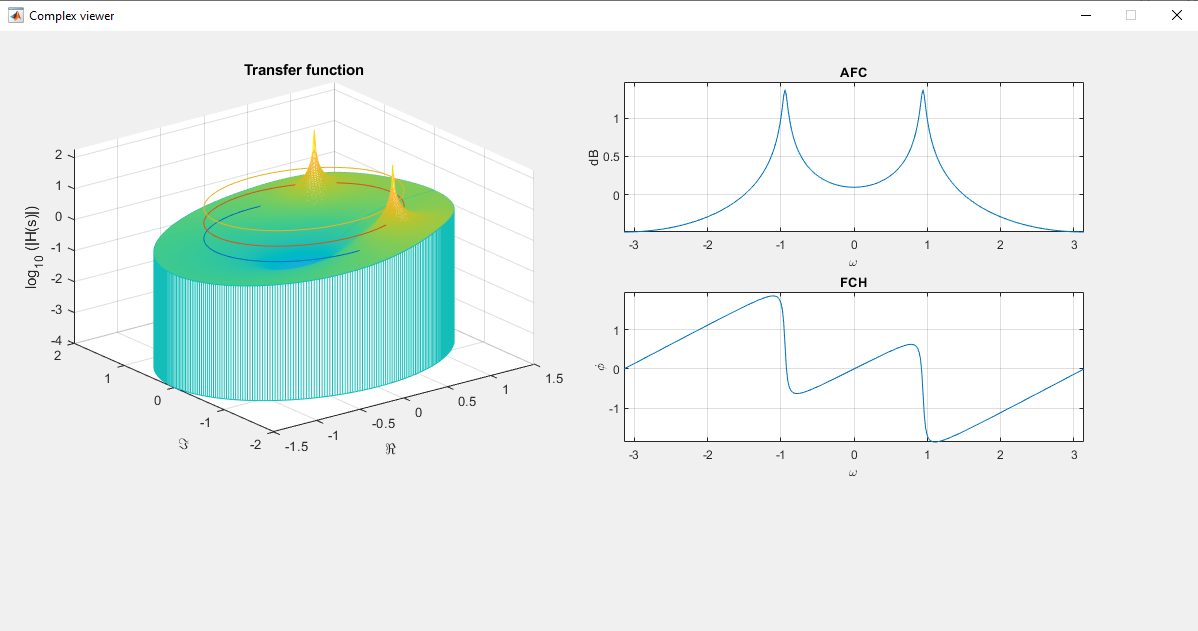 Complex viewer
Transfer function
log10 (|H(s)|)
2
1
0
-1
-2
-3
-4
2
1
0
-1
-2
ℑ
-1.5
-1
-0.5
0
0.5
1
1.5
ℜ
AFC
dB
1
0.5
0
-3 -2 -1 0 1 2 3
ω
FCH
ϕ
1
0
-1
-3 -2 -1 0 1 2 3
ω